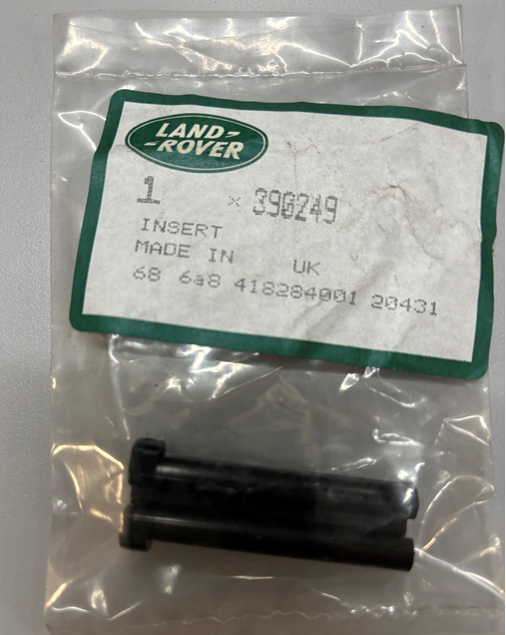 LAND-
-ROVER
1 × 390249
INSERT
MADE IN UK
68 6a8 418284001 20431